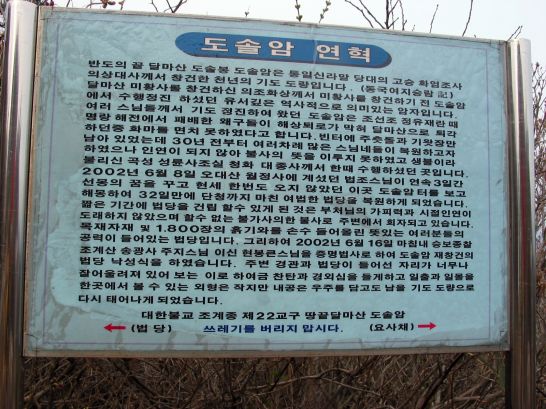 도솔암 연혁
반도의 끝 달마산 도솔봉 도솔암은 통일신라말 당대의 고승 화엄조사
의상대사께서 창건한 천년의 기도 도량입니다. (동국여지승람 記)
달마산 미황사를 창건하신 의조화상께서 미황사를 창건하기 전 도솔암
에서 수행정진 하셨던 유서깊은 역사적으로 의미있는 암자입니다.
여러 스님들께서 기도 정진하여 왔던 도솔암은 조선조 정유재란 때
명랑 해전에서 패배한 왜구들이 해상퇴로가 막혀 달마산으로 퇴각
하던중 화마를 면치 못하였다고 합니다. 빈터에 주춧돌과 기왓장만
남아 있었는데 30년 전부터 여러차례 많은 스님네들이 복원하고자
하였으나 인연이 되지 않아 불사의 뜻을 이루지 못하였고 생불이라
불리신 곡성 성륜사조실 청화 대종사께서 한때 수행하셨던 곳입니다.
2002년 6월 8일 오대산 월정사에 계셨던 법조스님이 연속 3일간
선몽의 꿈을 꾸고 현세 한번도 오지 않았던 이곳 도솔암터를 보고
해몽하여 32일만에 단청까지 마친 여법한 법당을 복원하게 되었습니다.
짧은 기간에 법당을 건립 할수 있게 된 것은 부처님의 가피력과 시절인연이
도래하지 않았으며 할수 없는 불가사의한 불사로 주변에서 회자되고 있습니다.
목재자재 및 1.800장의 흙기와를 손수 들어올린 뜻있는 여러분들의
공력이 들어있는 법당입니다. 그리하여 2002년 6월 16일 마침내 승보종찰
조계산 송광사 주지스님 이신 현봉큰스님을 증명법사로 하여 도솔암 재창건의
법당 낙성식을 하였습니다. 주변 경관과 법당이 들어선 자리가 너무나
잘어울려져 있어 보는 이로 하여금 찬탄과 경외심을 들게하고 일출과 일몰을
한곳에서 볼 수 있는 외형은 작지만 내공은 우주를 담고도 남을 기도 도량으로
다시 태어나게 되었습니다.
대한불교 조계종 제22교구 땅끝달마산 도솔암
(법 당) 쓰레기를 버리지 맙시다. (요사채)